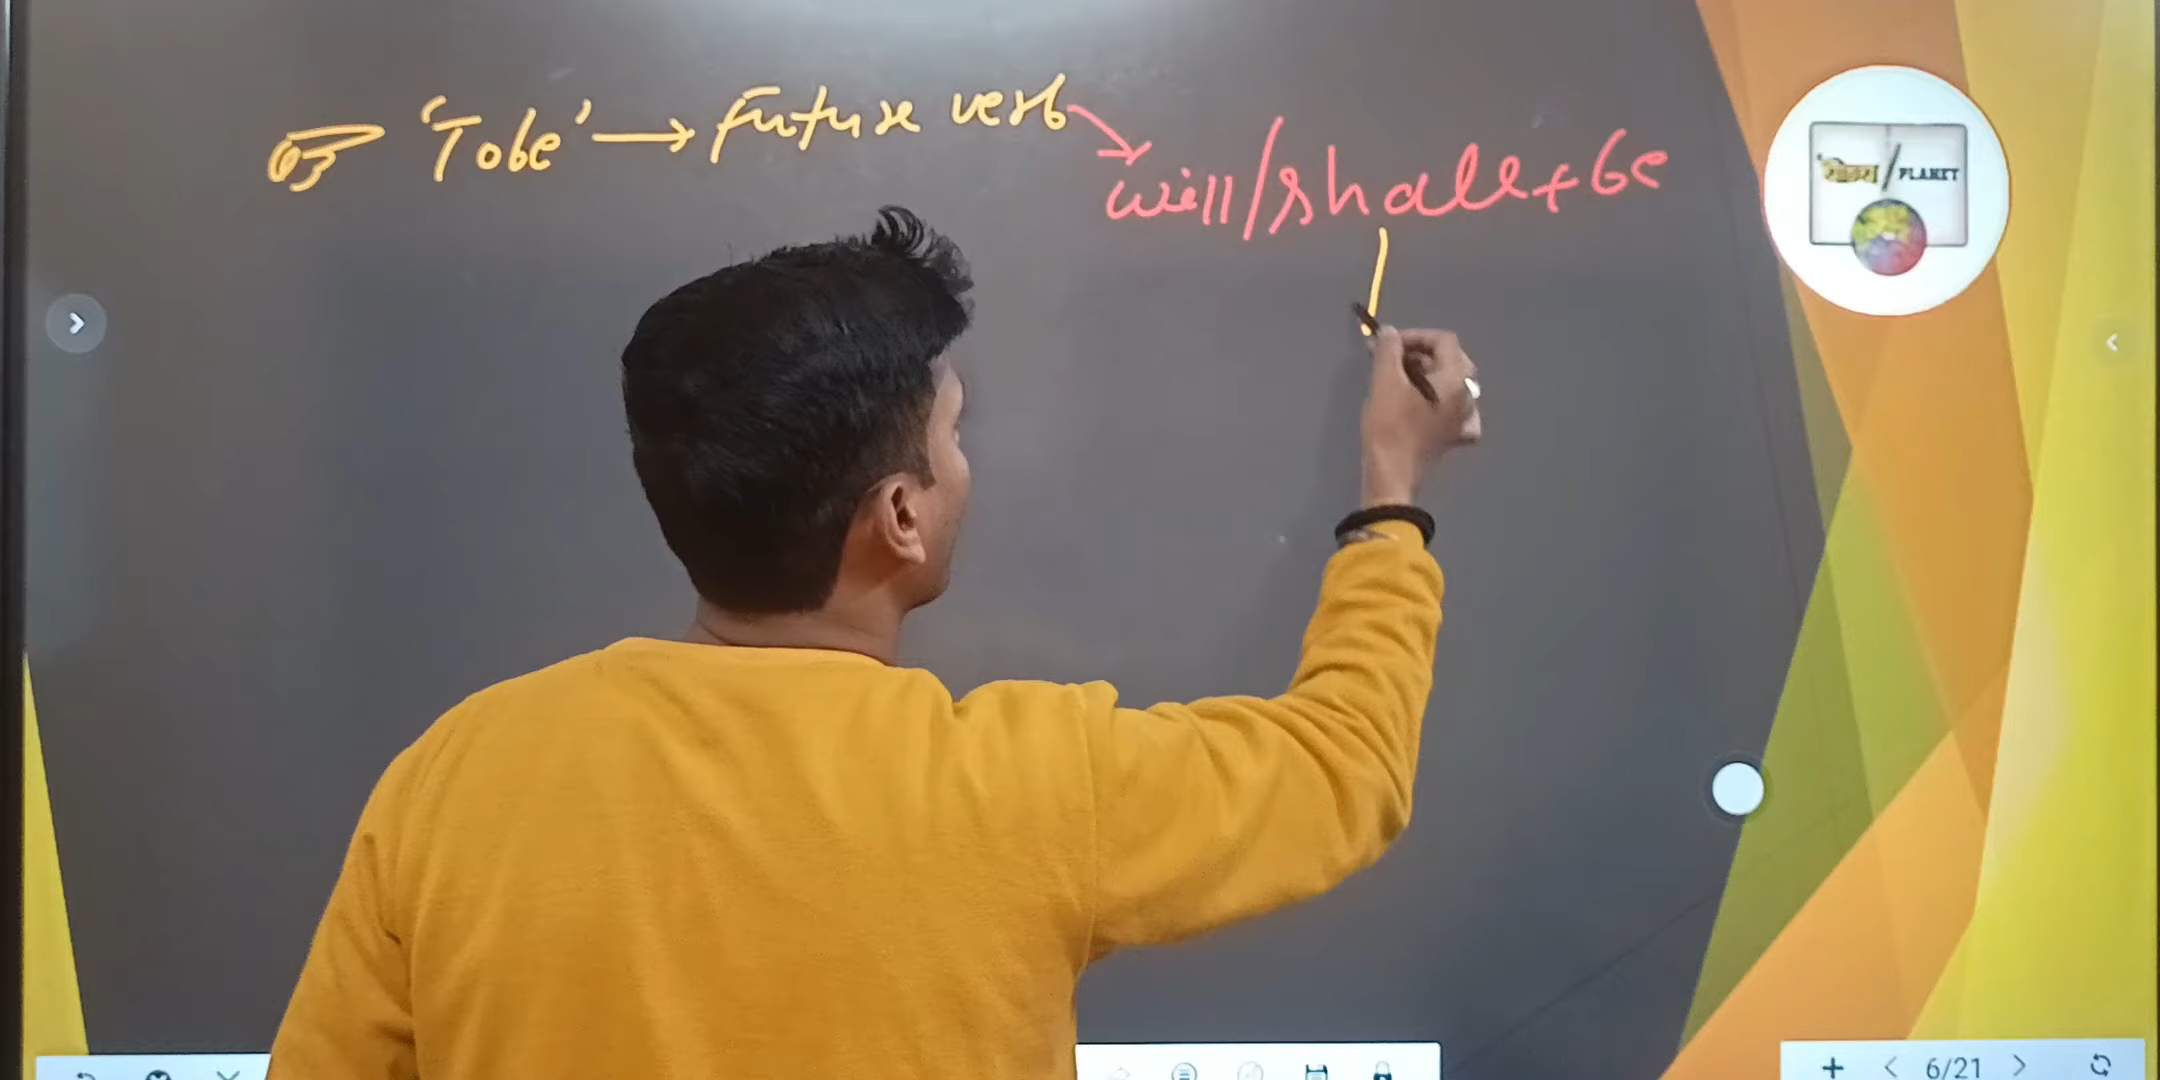 'Tobe' → Future verb
will/shall + be
PLANET
6/21